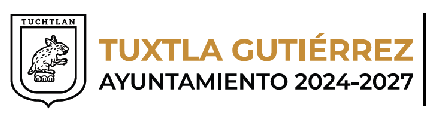 TUCHTLAN
TUXTLA GUTIÉRREZ
AYUNTAMIENTO 2024-2027